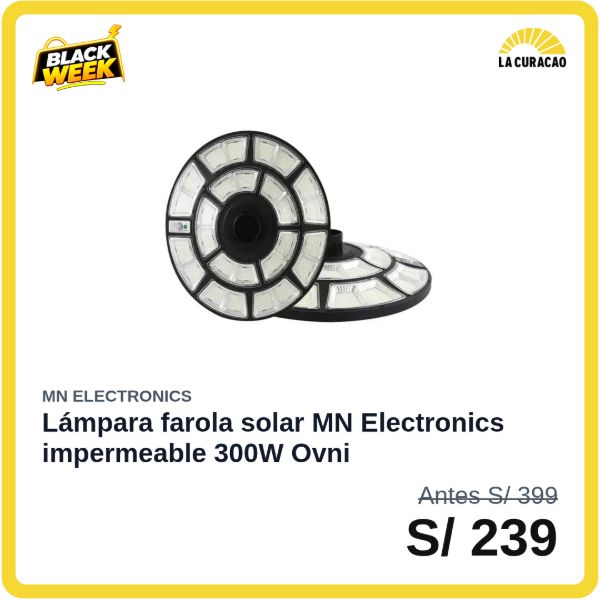 BLACK
WEEK
LA CURACAO
MN ELECTRONICS
Lámpara farola solar MN Electronics
impermeable 300W Ovni
Antes S/ 399
S/ 239